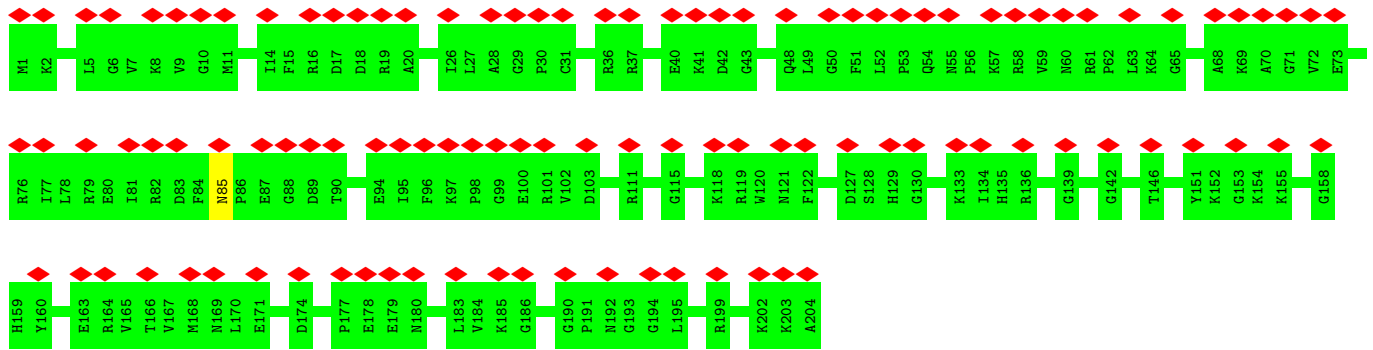 M1 K2 L5 G6 V7 K8 V9 G10 M11 I14 F15 R16 D17 D18 R19 A20 I26 L27 A28 G29 P30 C31 R36 R37 E40 K41 D42 G43 Q48 L49 G50 F51 L52 P53 Q54 N55 P56 K57 R58 V59 N60 R61 P62 L63 K64 G65 A68 K69 A70 G71 V72 E73
R76 I77 L78 R79 E80 I81 R82 D83 F84 N85 P86 E87 G88 D89 T90 E94 I95 F96 K97 P98 G99 E100 R101 V102 D103 R111 G115 K118 R119 W120 N121 F122 D127 S128 H129 G130 K133 I134 H135 R136 G139 G142 T146 Y151 K152 G153 K154 K155 G158
H159 Y160 E163 R164 V165 T166 V167 M168 N169 L170 E171 D174 P177 E178 E179 N180 L183 V184 K185 G186 G190 P191 N192 G193 G194 L195 R199 K202 K203 A204